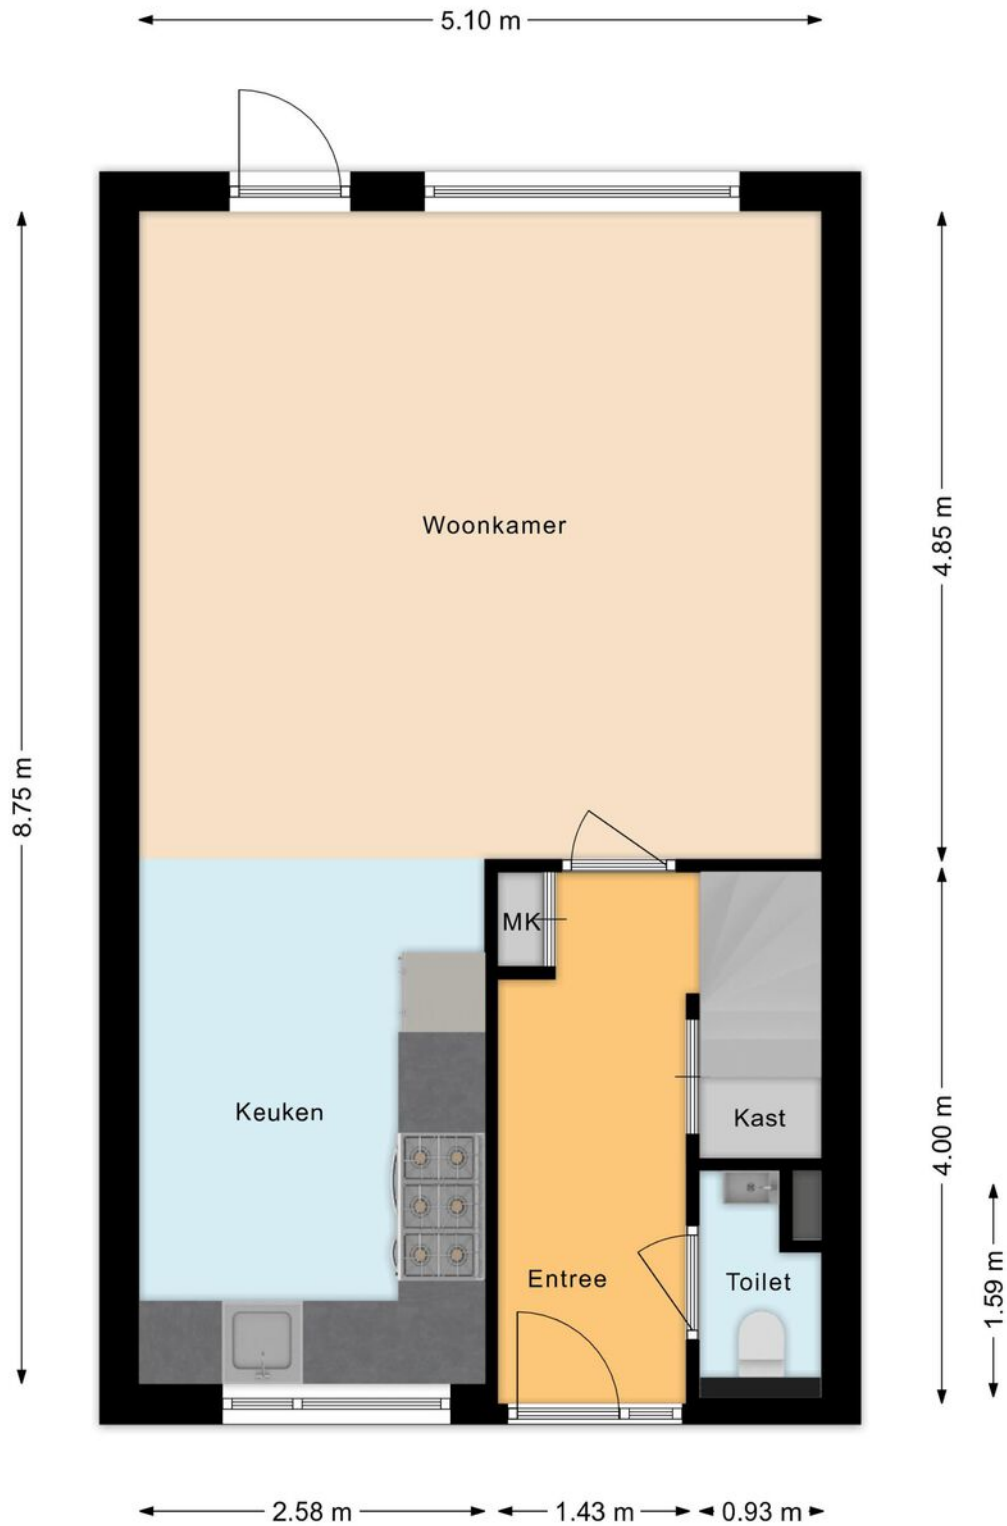 5.10 m
Woonkamer
4.85 m
8.75 m
MK
Keuken
Kast
4.00 m
Entree
Toilet
1.59 m
2.58 m
1.43 m
0.93 m